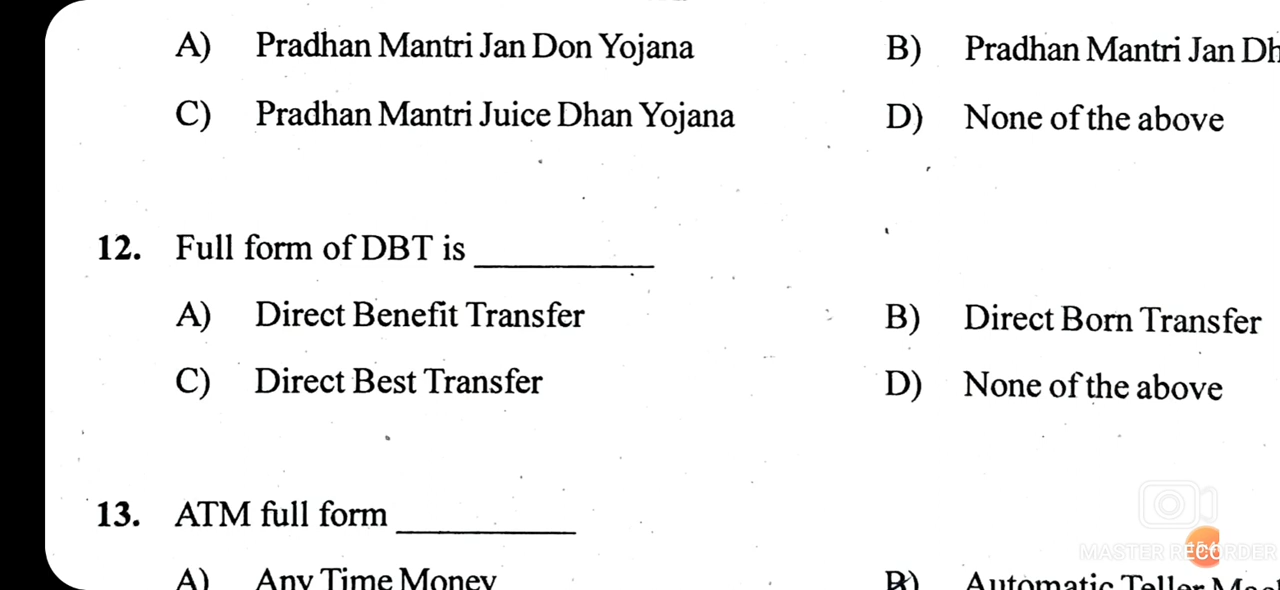 A) Pradhan Mantri Jan Don Yojana B) Pradhan Mantri Jan
C) Pradhan Mantri Juice Dhan Yojana D) None of the above
12. Full form of DBT is __________
A) Direct Benefit Transfer B) Direct Born Transfer
C) Direct Best Transfer D) None of the above
13. ATM full form __________
A) Any Time Money B) Automatic Teller
MASTER RECORDER